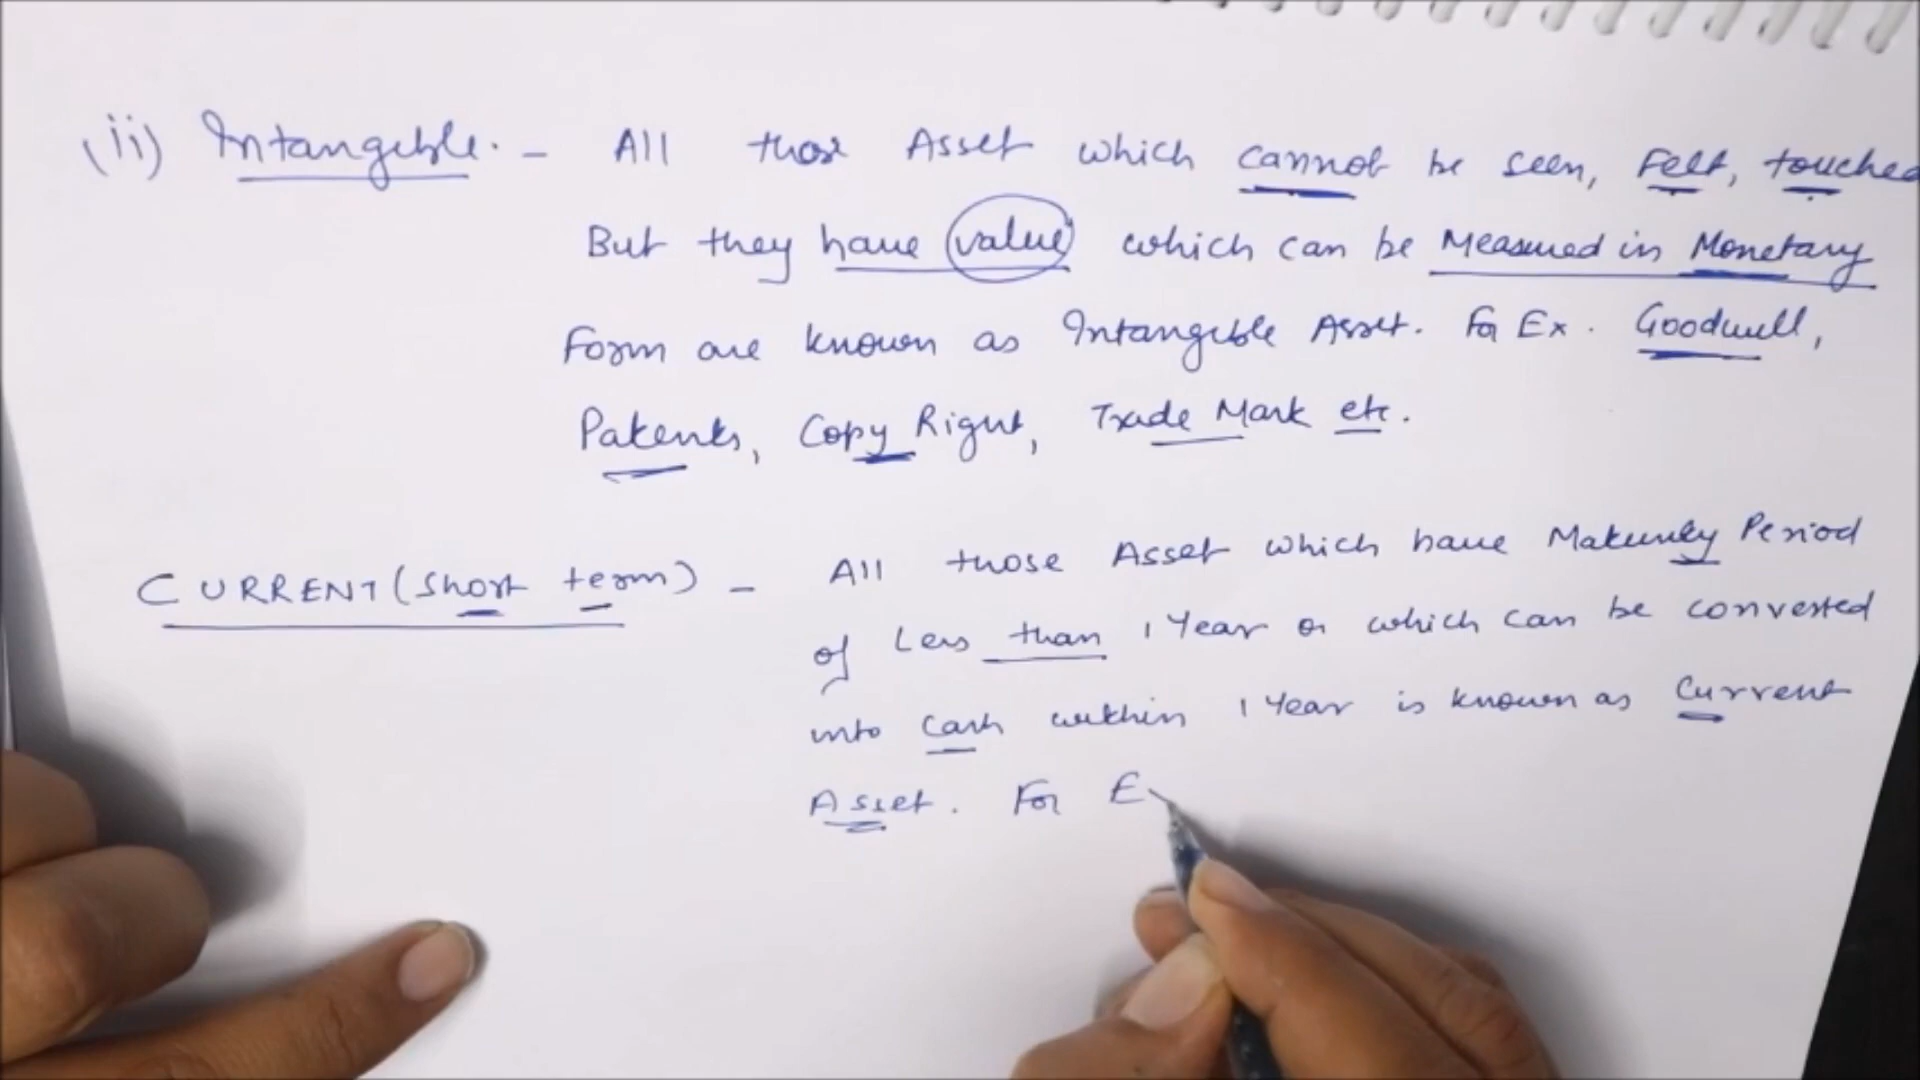 (ii) Intangible. - All those Asset which cannot be seen, Felt, touched
But they have value which can be Measured in Monetary
Form are known as Intangible Asset. For Ex. Goodwill,
Patents, Copy Right, Trade Mark etc.
CURRENT (Short term) - All those Asset which have Maturity Period
of Less than 1 Year or which can be converted
into Cash within 1 Year is known as Current
Asset. For E